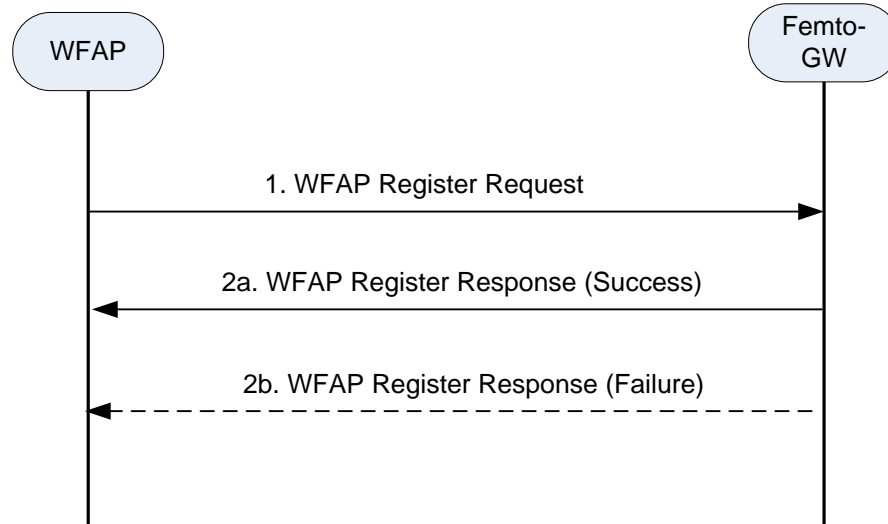 WFAP
Femto-
GW
1. WFAP Register Request
2a. WFAP Register Response (Success)
2b. WFAP Register Response (Failure)